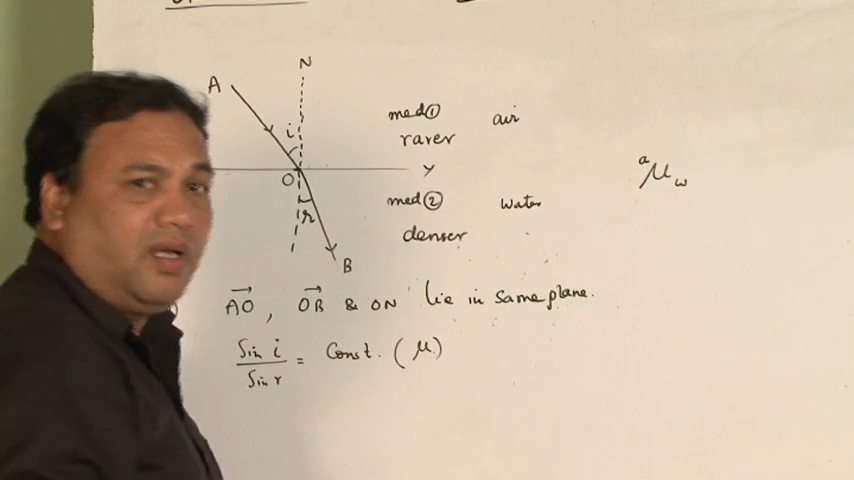 N
A
i
med① air
rarer
O Y
med② water
r
denser
B
ᵃμ_w
AO, OB & ON lie in same plane.
Sin i / Sin r = Const. (μ)